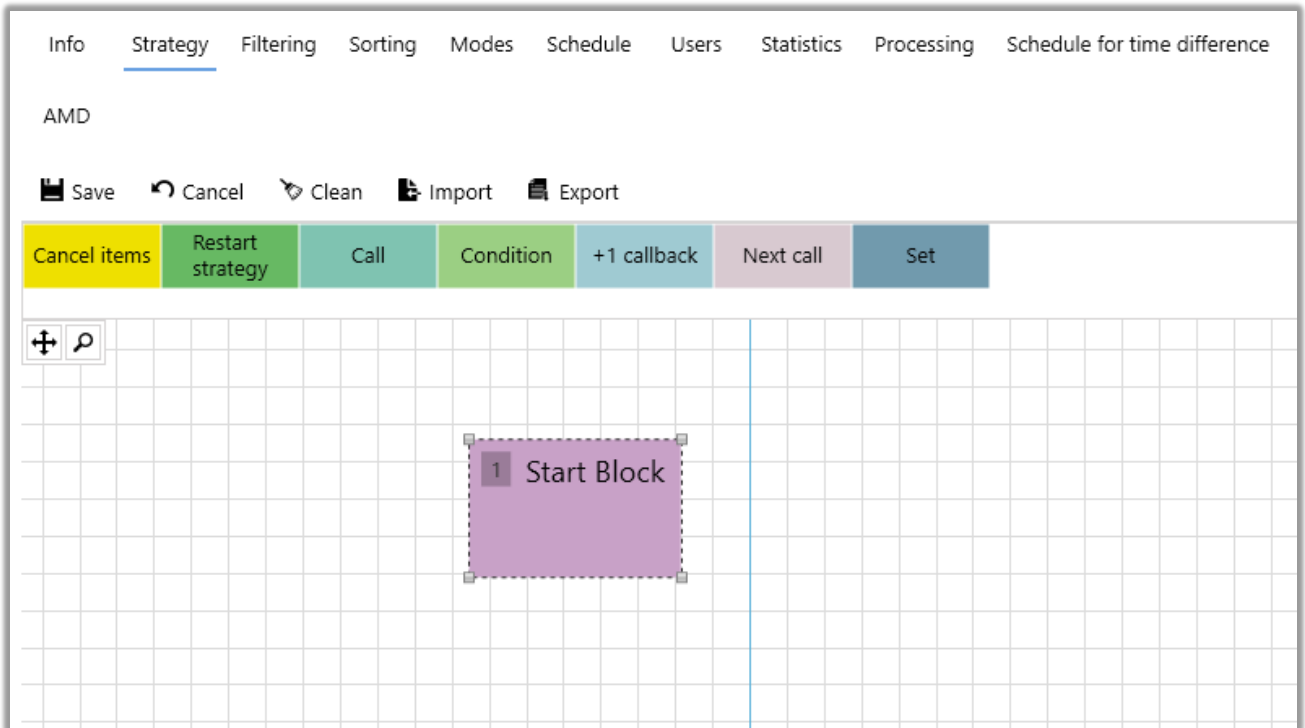 Info Strategy Filtering Sorting Modes Schedule Users Statistics Processing Schedule for time difference
AMD
Save Cancel Clean Import Export
Cancel items Restart strategy Call Condition +1 callback Next call Set
1 Start Block